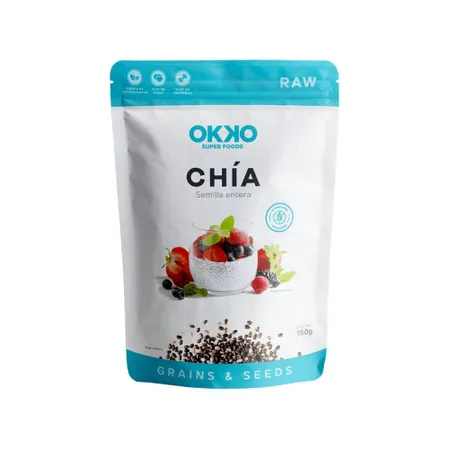 RAW
OKKO
SUPER FOODS
CHÍA
Semilla entera
150g
GRAINS & SEEDS